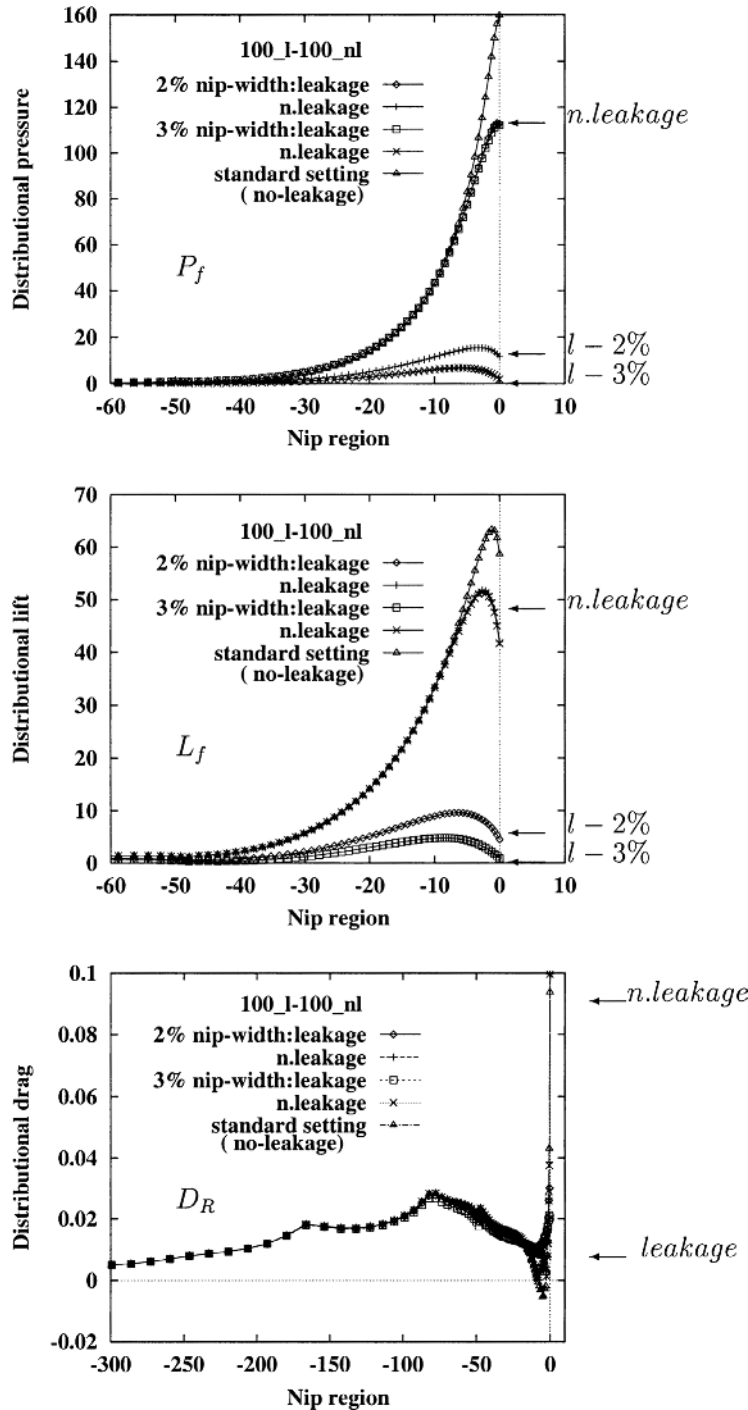 Distributional pressure
160
140
120
100
80
60
40
20
0
100_l-100_nl
2% nip-width:leakage
n.leakage
3% nip-width:leakage
n.leakage
standard setting
( no-leakage)
P_f
n.leakage
l − 2%
l − 3%
-60 -50 -40 -30 -20 -10 0 10
Nip region
Distributional lift
70
60
50
40
30
20
10
0
100_l-100_nl
2% nip-width:leakage
n.leakage
3% nip-width:leakage
n.leakage
standard setting
( no-leakage)
L_f
n.leakage
l − 2%
l − 3%
-60 -50 -40 -30 -20 -10 0 10
Nip region
Distributional drag
0.1
0.08
0.06
0.04
0.02
0
-0.02
100_l-100_nl
2% nip-width:leakage
n.leakage
3% nip-width:leakage
n.leakage
standard setting
( no-leakage)
D_R
n.leakage
leakage
-300 -250 -200 -150 -100 -50 0
Nip region